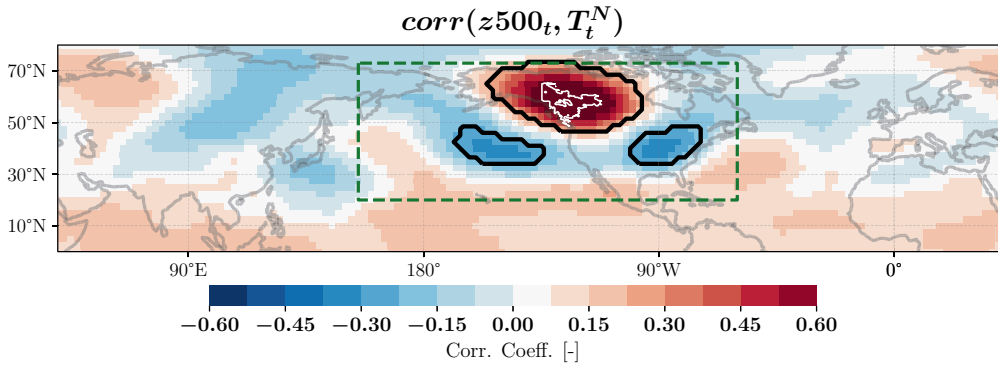 corr(z500_t, T_t^N)
70°N
50°N
30°N
10°N
90°E 180° 90°W 0°
−0.60 −0.45 −0.30 −0.15 0.00 0.15 0.30 0.45 0.60
Corr. Coeff. [-]